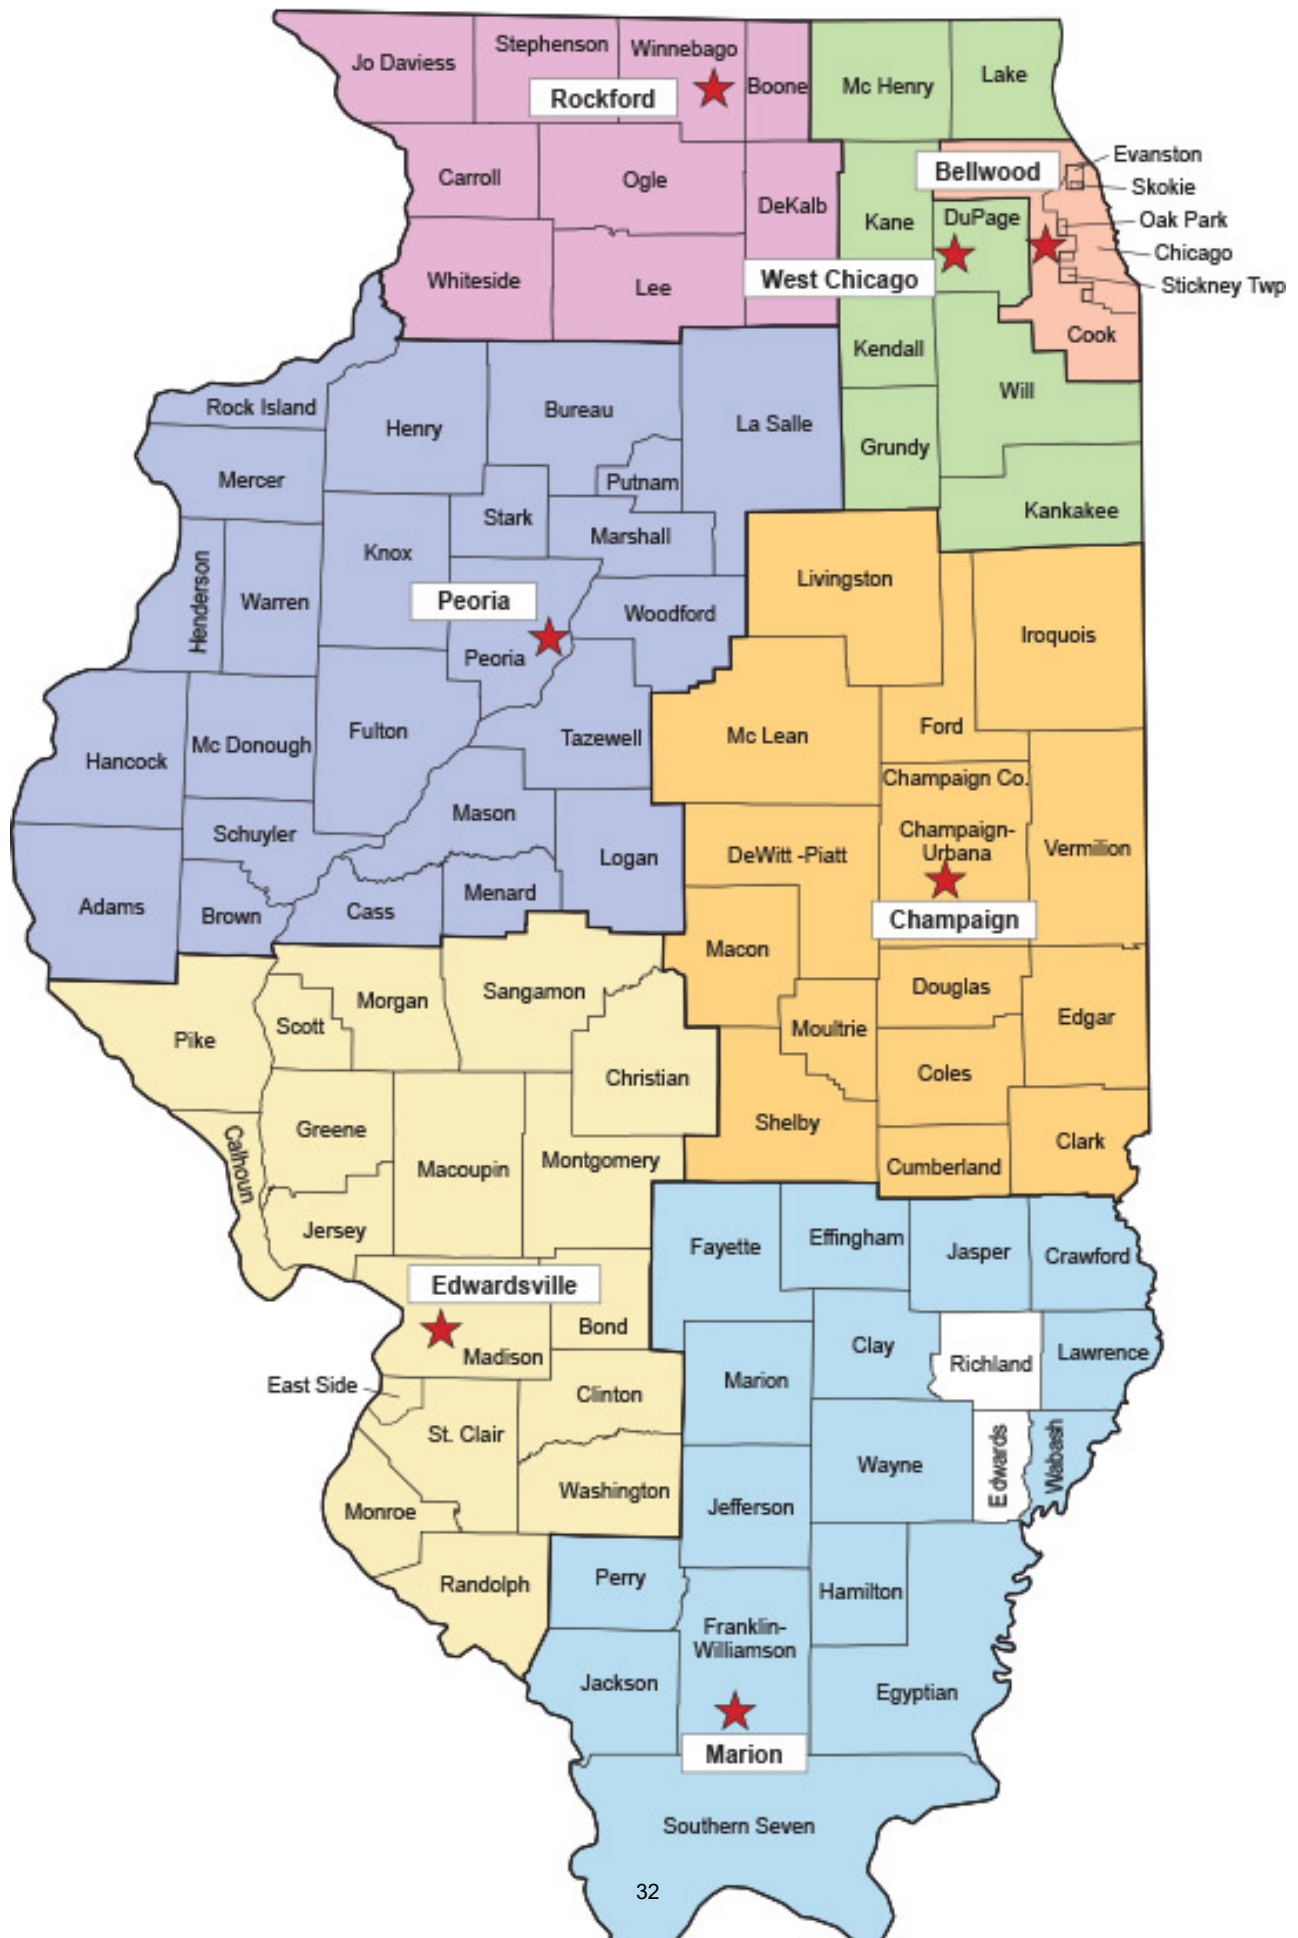 Jo Daviess
Stephenson
Winnebago
Rockford
Boone
Mc Henry
Lake
Carroll
Ogle
DeKalb
Kane
Bellwood
DuPage
Evanston
Skokie
Oak Park
Chicago
Stickney Twp
Whiteside
Lee
West Chicago
Cook
Kendall
Will
Grundy
Kankakee
Rock Island
Henry
Bureau
La Salle
Mercer
Putnam
Stark
Marshall
Knox
Henderson
Warren
Peoria
Peoria
Woodford
Livingston
Iroquois
Hancock
Mc Donough
Fulton
Tazewell
Mc Lean
Ford
Champaign Co.
Champaign-
Urbana
Champaign
Vermilion
Schuyler
Mason
Logan
DeWitt -Piatt
Adams
Brown
Cass
Menard
Macon
Morgan
Sangamon
Douglas
Edgar
Pike
Scott
Moultrie
Christian
Coles
Greene
Shelby
Clark
Calhoun
Macoupin
Montgomery
Cumberland
Jersey
Fayette
Effingham
Jasper
Crawford
Edwardsville
Bond
Madison
Clay
Richland
Lawrence
East Side
Clinton
Marion
St. Clair
Wayne
Edwards
Wabash
Washington
Monroe
Jefferson
Randolph
Perry
Hamilton
Franklin-
Williamson
Jackson
Egyptian
Marion
Southern Seven
32